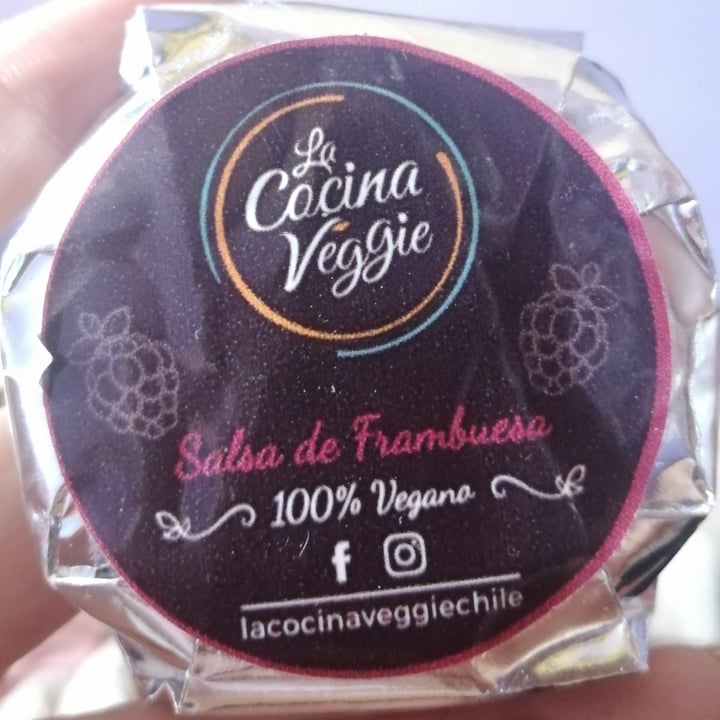 La
Cocina
Veggie
Salsa de Frambuesa
100% Vegano
lacocinaveggiechile